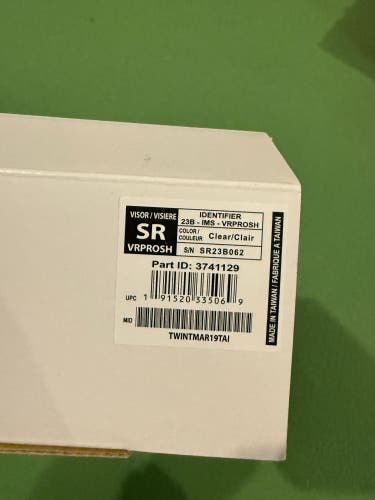 VISOR / VISIERE
SR
VRPROSH
IDENTIFIER
23B - IMS - VRPROSH
COLOR /
COULEUR Clear/Clair
S/N SR23B062
Part ID: 3741129
UPC 1 91520 33506 9
MID
TWINTMAR19TAI
MADE IN TAIWAN / FABRIQUE A TAIWAN